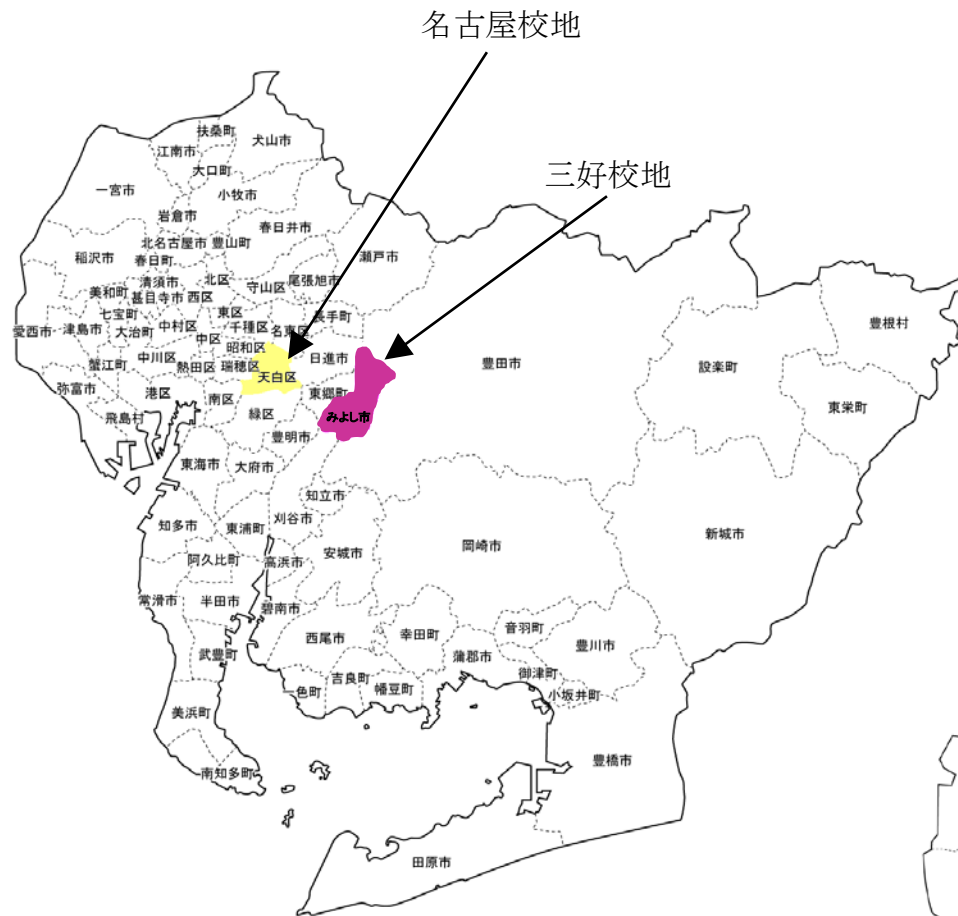 名古屋校地
三好校地
扶桑町
犬山市
江南市
大口町
一宮市
小牧市
岩倉市
春日井市
北名古屋市
豊山町
稲沢市
春日町
瀬戸市
清須市
北区
守山区
尾張旭市
美和町
甚目寺市
西区
七宝町
東区
長手町
愛西市
津島市
大治町
中村区
千種区
名東区
中区
昭和区
豊根村
蟹江町
中川区
熱田区
瑞穂区
日進市
豊田市
設楽町
天白区
弥富市
港区
南区
東郷町
東栄町
飛島村
緑区
みよし市
豊明市
東海市
大府市
知立市
知多市
東浦町
刈谷市
新城市
阿久比町
高浜市
安城市
岡崎市
常滑市
半田市
碧南市
西尾市
幸田町
音羽町
豊川市
武豊町
蒲郡市
一色町
吉良町
幡豆町
御津町
小坂井町
美浜町
南知多町
豊橋市
田原市